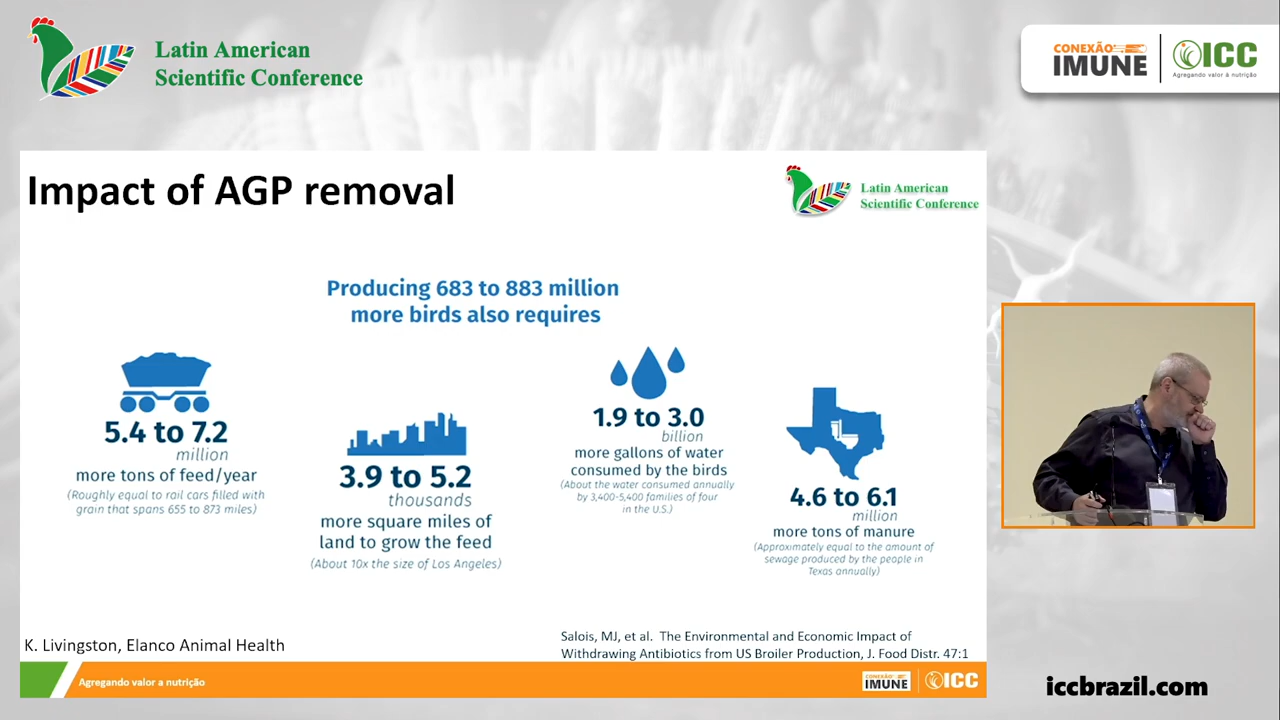 Latin American
Scientific Conference
CONEXÃO
IMUNE
ICC
Agregando valor à nutrição
Impact of AGP removal
Latin American
Scientific Conference
Producing 683 to 883 million
more birds also requires
5.4 to 7.2
million
more tons of feed/year
(Roughly equal to rail cars filled with
grain that spans 655 to 873 miles)
3.9 to 5.2
thousands
more square miles of
land to grow the feed
(About 10x the size of Los Angeles)
1.9 to 3.0
billion
more gallons of water
consumed by the birds
(About the water consumed annually
by 3,400-5,400 families of four
in the U.S.)
4.6 to 6.1
million
more tons of manure
(Approximately equal to the amount of
sewage produced by the people in
Texas annually)
K. Livingston, Elanco Animal Health
Salois, MJ, et al. The Environmental and Economic Impact of
Withdrawing Antibiotics from US Broiler Production, J. Food Distr. 47:1
Agregando valor a nutrição
CONEXÃO
IMUNE
ICC
iccbrazil.com